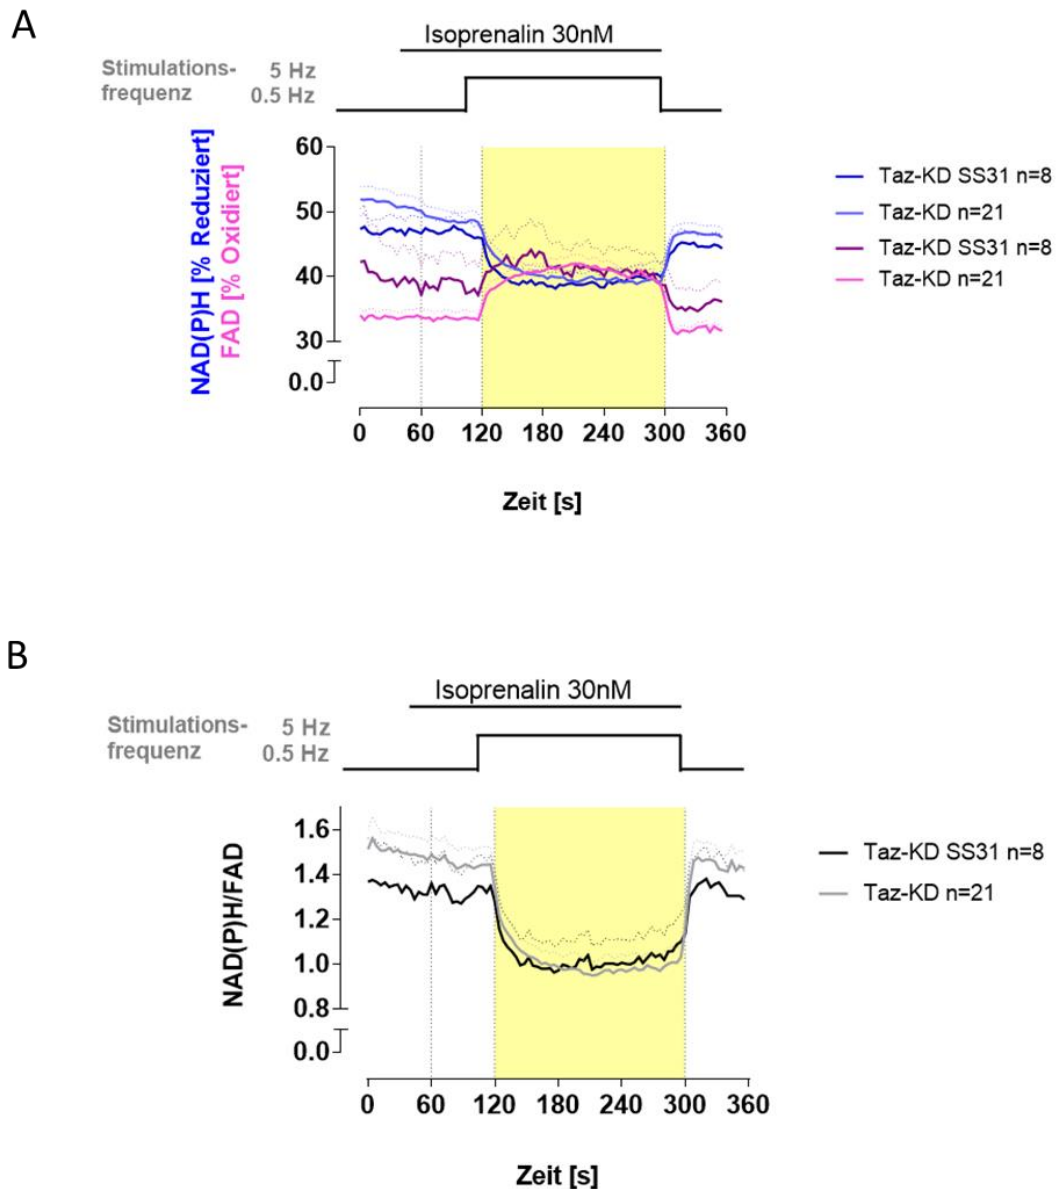 A
Isoprenalin 30nM
Stimulations-
frequenz
5 Hz
0.5 Hz
NAD(P)H [% Reduziert]
FAD [% Oxidiert]
60
50
40
30
0.0
0 60 120 180 240 300 360
Zeit [s]
Taz-KD SS31 n=8
Taz-KD n=21
Taz-KD SS31 n=8
Taz-KD n=21
B
Isoprenalin 30nM
Stimulations-
frequenz
5 Hz
0.5 Hz
NAD(P)H/FAD
1.6
1.4
1.2
1.0
0.8
0.0
0 60 120 180 240 300 360
Zeit [s]
Taz-KD SS31 n=8
Taz-KD n=21